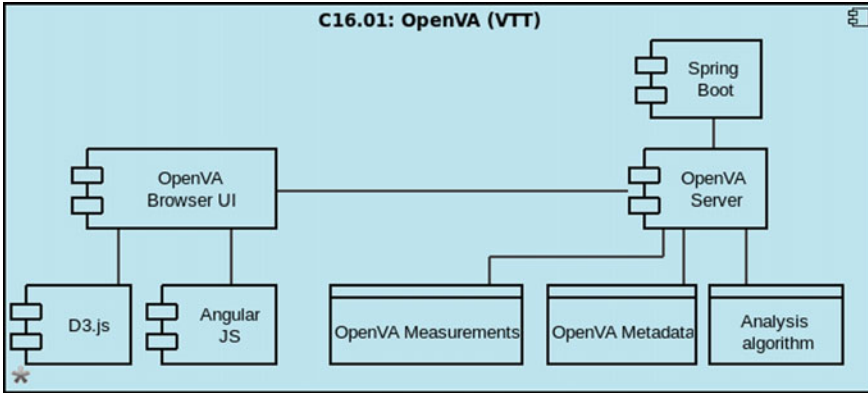 C16.01: OpenVA (VTT)
Spring
Boot
OpenVA
Browser UI
OpenVA
Server
D3.js
Angular
JS
OpenVA Measurements
OpenVA Metadata
Analysis
algorithm